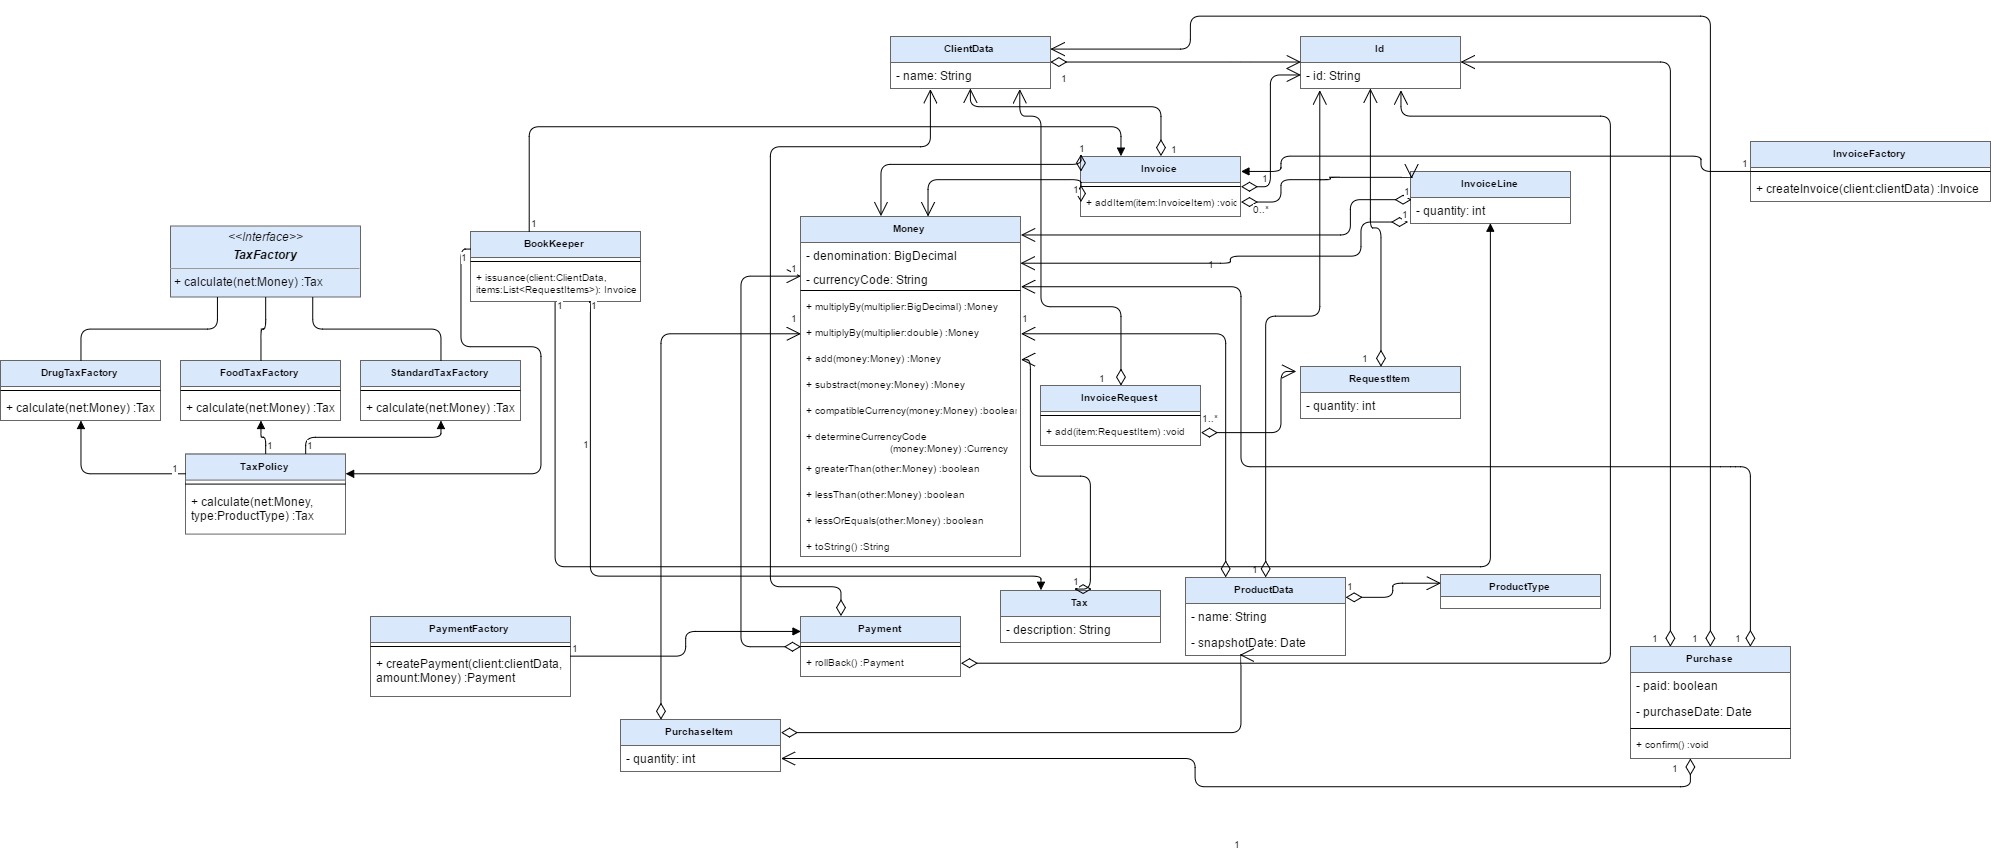 ClientData
- name: String
1
Id
- id: String
InvoiceFactory
1
+ createInvoice(client:clientData) :Invoice
1
1
Invoice
1
1
+ addItem(item:InvoiceItem) :voic
0..*
InvoiceLine
1
- quantity: int
1
1
<<Interface>>
TaxFactory
+ calculate(net:Money) :Tax
1
BookKeeper
1
+ issuance(client:ClientData,
items:List<RequestItems>): Invoice
1
1
1
Money
- denomination: BigDecimal
1
- currencyCode: String
+ multiplyBy(multiplier:BigDecimal) :Money
1
1
+ multiplyBy(multiplier:double) :Money
+ add(money:Money) :Money
+ substract(money:Money) :Money
+ compatibleCurrency(money:Money) :boolear
+ determineCurrencyCode
(money:Money) :Currency
+ greaterThan(other:Money) :boolean
+ lessThan(other:Money) :boolean
+ lessOrEquals(other:Money) :boolean
+ toString() :String
DrugTaxFactory
+ calculate(net:Money) :Tax
FoodTaxFactory
+ calculate(net:Money) :Tax
StandardTaxFactory
+ calculate(net:Money) :Tax
1
1
1
TaxPolicy
+ calculate(net:Money,
type:ProductType) :Tax
1
InvoiceRequest
+ add(item:RequestItem) :void
1..*
1
RequestItem
- quantity: int
1
Tax
- description: String
1
ProductData
- name: String
- snapshotDate: Date
1
ProductType
PaymentFactory
+ createPayment(client:clientData,
amount:Money) :Payment
1
Payment
+ rollBack() :Payment
1
1
1
Purchase
- paid: boolean
- purchaseDate: Date
+ confirm() :void
1
PurchaseItem
- quantity: int
1